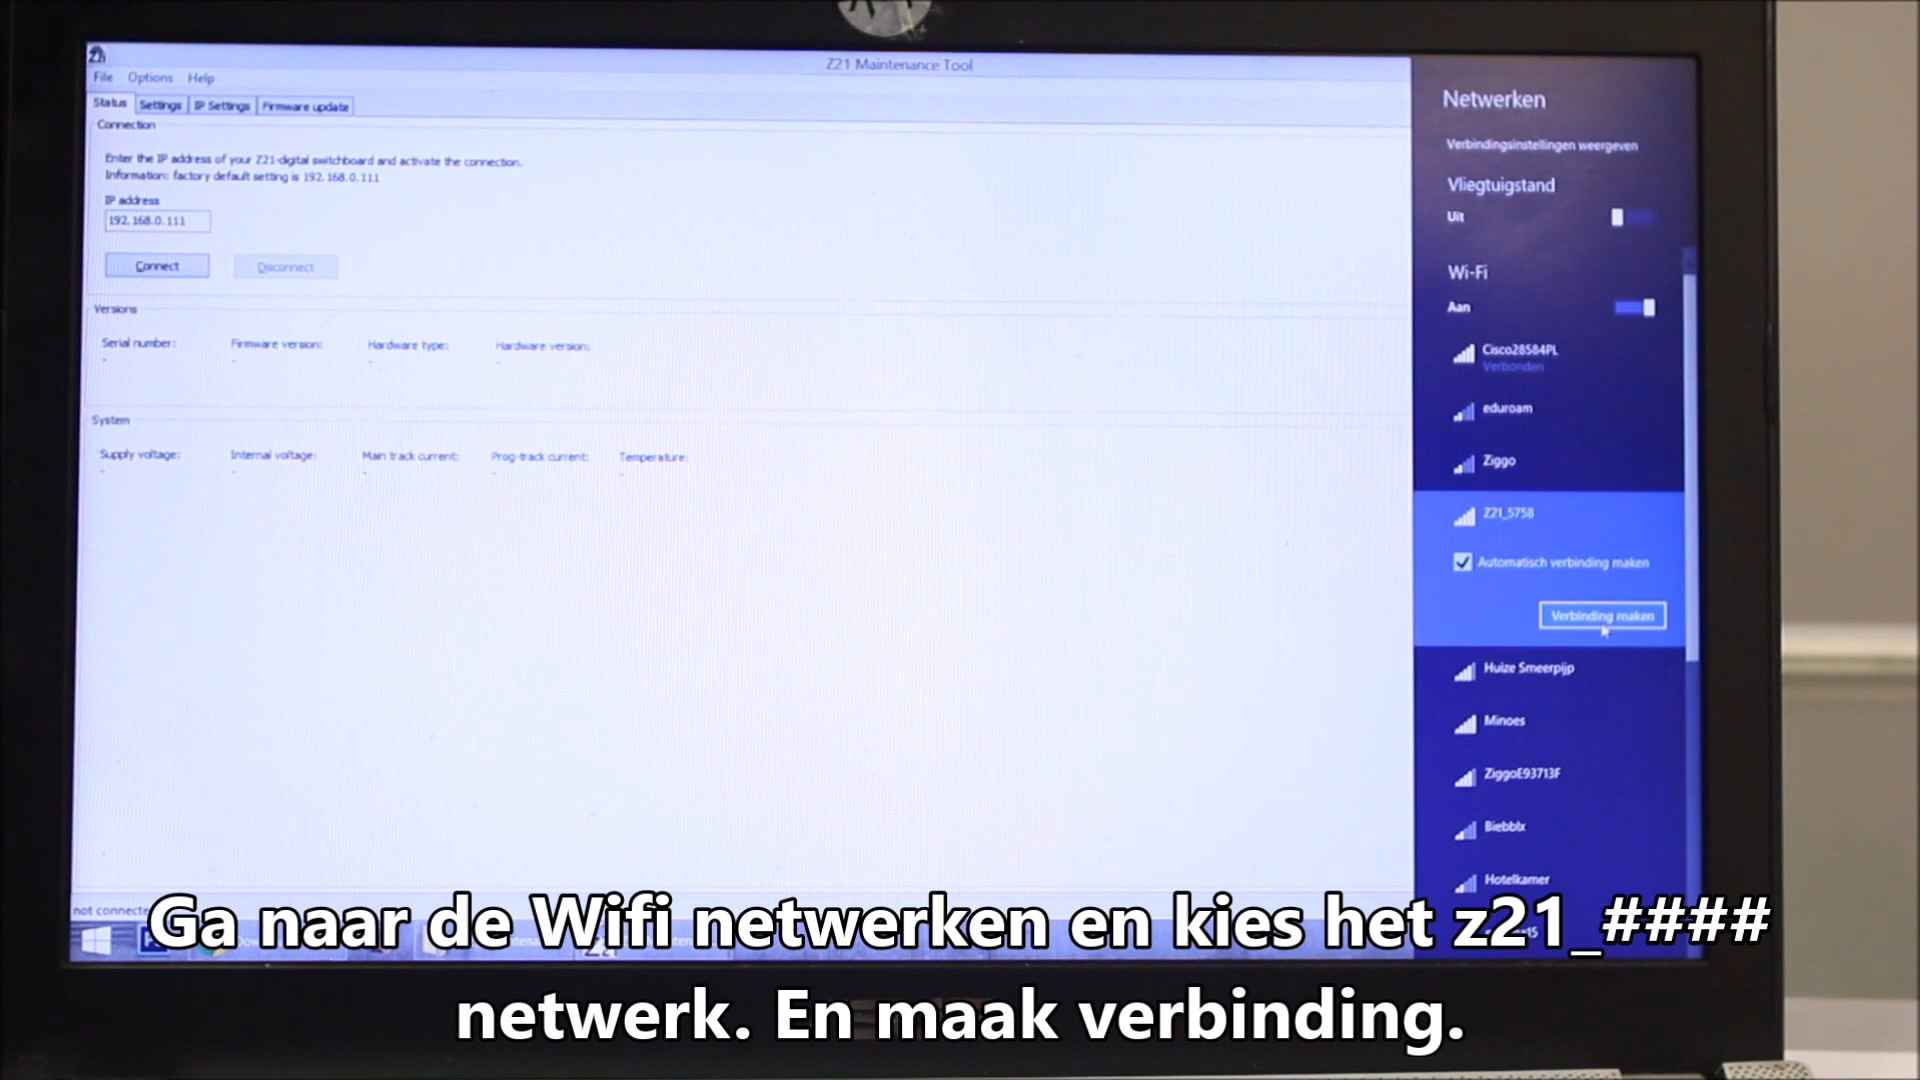 Z21 Maintenance Tool
File Options Help
Status Settings IP Settings Firmware update
Connection
Enter the IP address of your Z21-digital switchboard and activate the connection.
Information: factory default setting is 192.168.0.111
IP address
192.168.0.111
Connect Disconnect
Versions
Serial number: Firmware version: Hardware type: Hardware version:
- - - -
System
Supply voltage: Internal voltage: Main track current: Prog-track current: Temperature:
- - - - -
not connecte
Netwerken
Verbindingsinstellingen weergeven
Vliegtuigstand
Uit
Wi-Fi
Aan
Cisco28584PL
Verbonden
eduroam
Ziggo
Z21_5758
Automatisch verbinding maken
Verbinding maken
Huize Smeerpijp
Minoes
ZiggoE93713F
Biebblx
Hotelkamer
Ga naar de Wifi netwerken en kies het z21_####
netwerk. En maak verbinding.